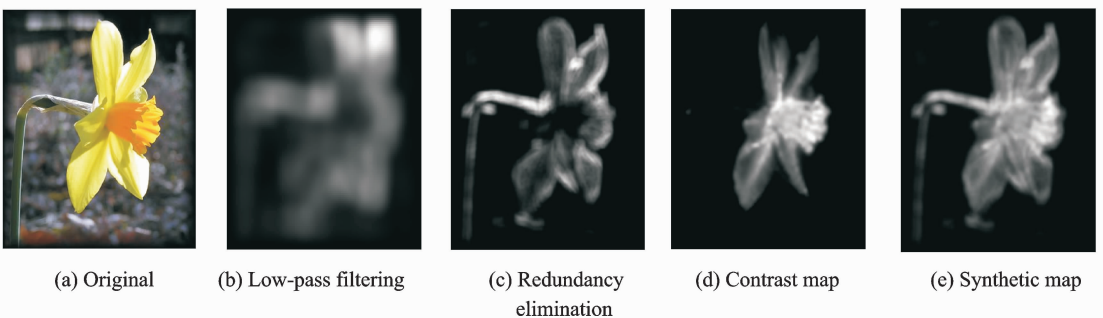 (a) Original
(b) Low-pass filtering
(c) Redundancy
elimination
(d) Contrast map
(e) Synthetic map